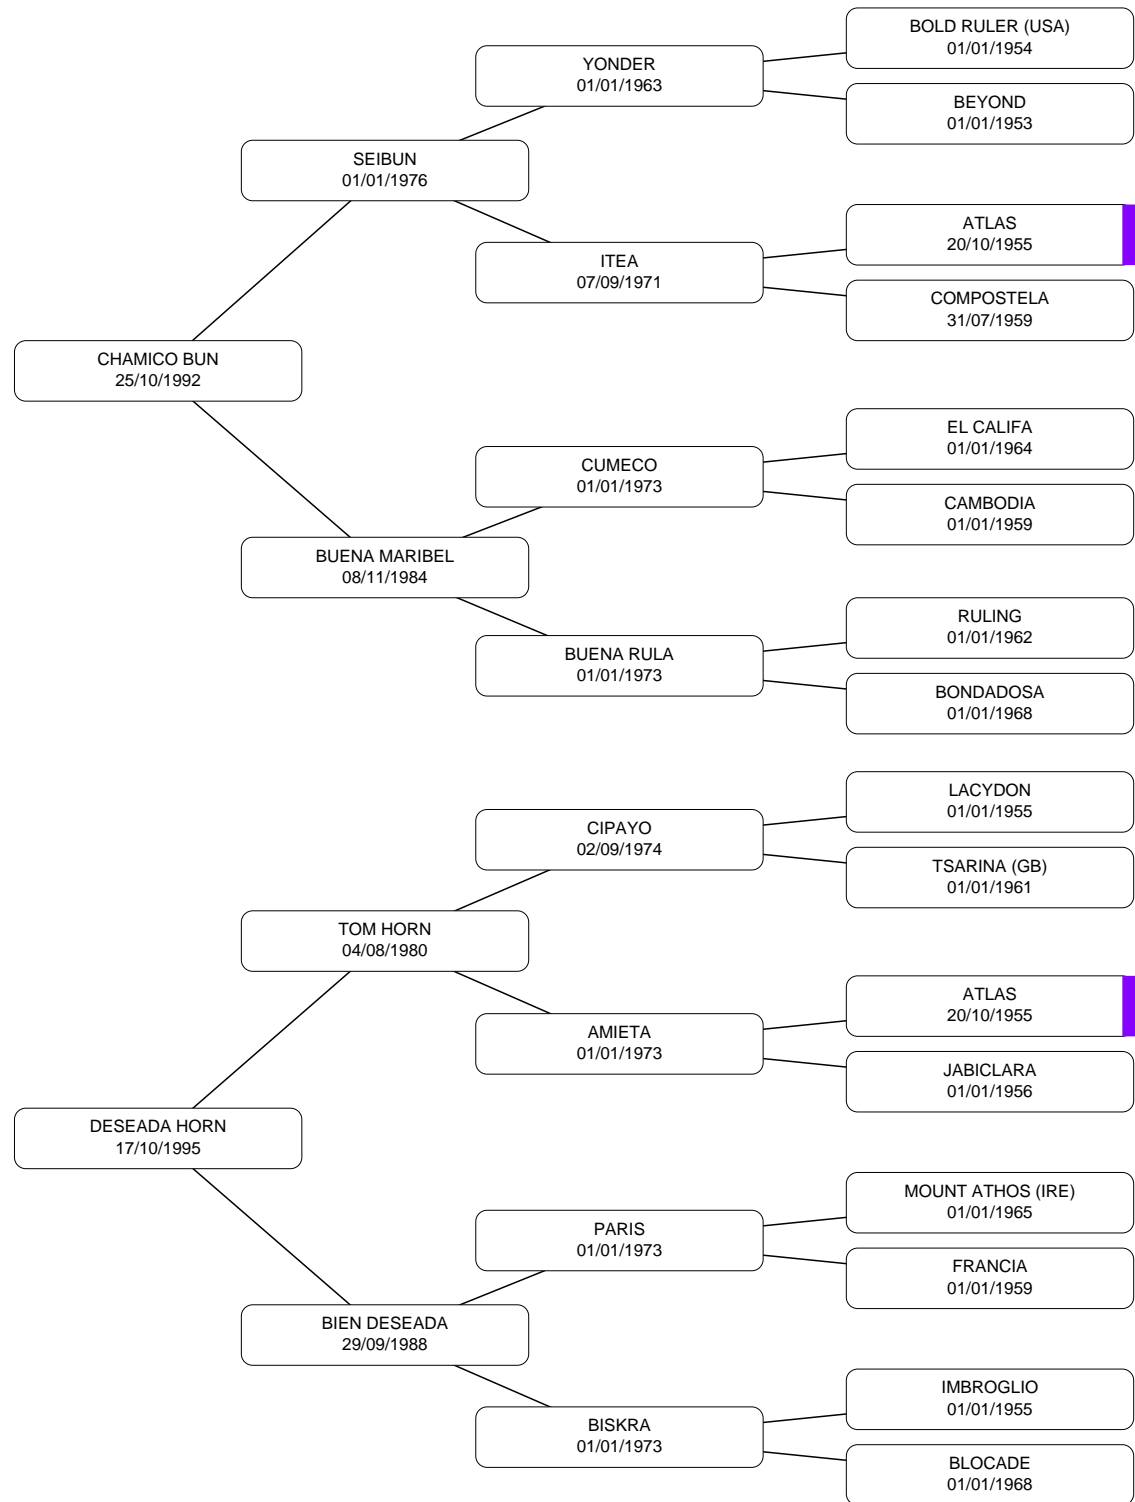 BOLD RULER (USA)
01/01/1954
YONDER
01/01/1963
BEYOND
01/01/1953
SEIBUN
01/01/1976
ATLAS
20/10/1955
ITEA
07/09/1971
COMPOSTELA
31/07/1959
CHAMICO BUN
25/10/1992
EL CALIFA
01/01/1964
CUMECO
01/01/1973
CAMBODIA
01/01/1959
BUENA MARIBEL
08/11/1984
RULING
01/01/1962
BUENA RULA
01/01/1973
BONDADOSA
01/01/1968
LACYDON
01/01/1955
CIPAYO
02/09/1974
TSARINA (GB)
01/01/1961
TOM HORN
04/08/1980
ATLAS
20/10/1955
AMIETA
01/01/1973
JABICLARA
01/01/1956
DESEADA HORN
17/10/1995
MOUNT ATHOS (IRE)
01/01/1965
PARIS
01/01/1973
FRANCIA
01/01/1959
BIEN DESEADA
29/09/1988
IMBROGLIO
01/01/1955
BISKRA
01/01/1973
BLOCADE
01/01/1968